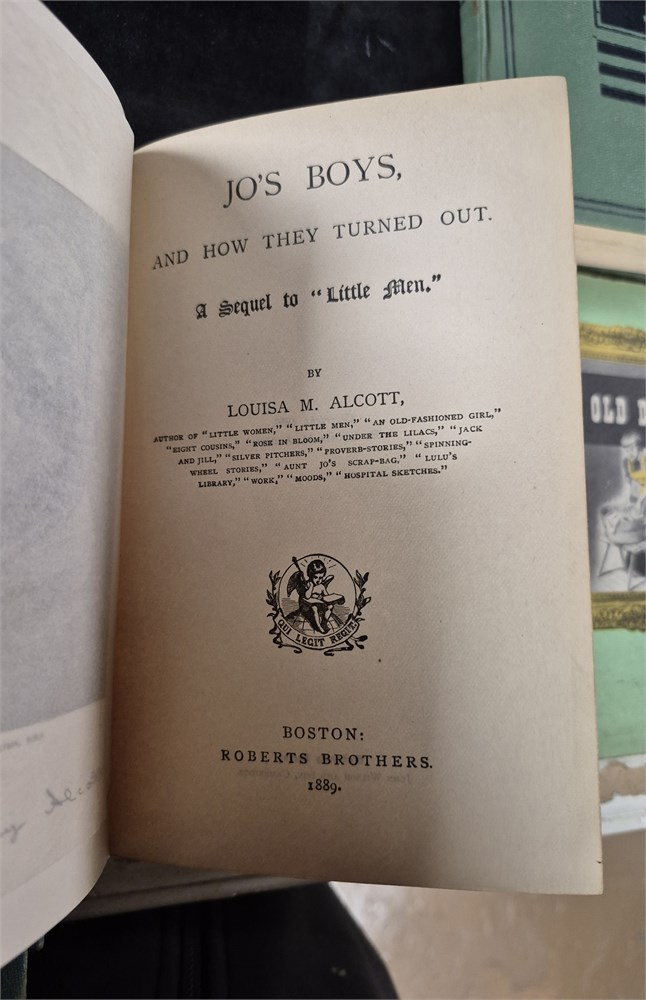 JO'S BOYS,
AND HOW THEY TURNED OUT.
A Sequel to "Little Men."
BY
LOUISA M. ALCOTT,
AUTHOR OF "LITTLE WOMEN," "LITTLE MEN," "AN OLD-FASHIONED GIRL,"
"EIGHT COUSINS," "ROSE IN BLOOM," "UNDER THE LILACS," "JACK
AND JILL," "SILVER PITCHERS," "PROVERB-STORIES," "SPINNING-
WHEEL STORIES," "AUNT JO'S SCRAP-BAG," "LULU'S
LIBRARY," "WORK," "MOODS," "HOSPITAL SKETCHES."
QUI LEGIT REGIT.
BOSTON:
ROBERTS BROTHERS.
1889.
OLD